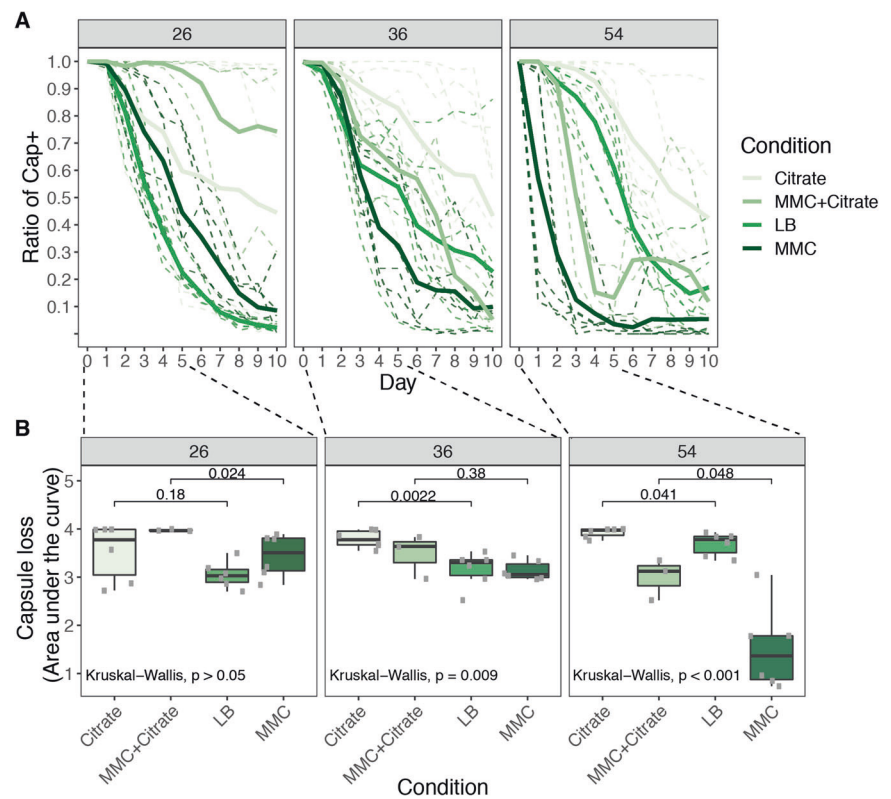 A
26 36 54
Ratio of Cap+
1.0
0.9
0.8
0.7
0.6
0.5
0.4
0.3
0.2
0.1
0 1 2 3 4 5 6 7 8 9 10 0 1 2 3 4 5 6 7 8 9 10 0 1 2 3 4 5 6 7 8 9 10
Day
Condition
Citrate
MMC+Citrate
LB
MMC
B
26 36 54
Capsule loss
(Area under the curve)
5
4
3
2
1
0.024 0.38 0.048
0.18 0.0022 0.041
Kruskal–Wallis, p > 0.05 Kruskal–Wallis, p = 0.009 Kruskal–Wallis, p < 0.001
Citrate MMC+Citrate LB MMC Citrate MMC+Citrate LB MMC Citrate MMC+Citrate LB MMC
Condition